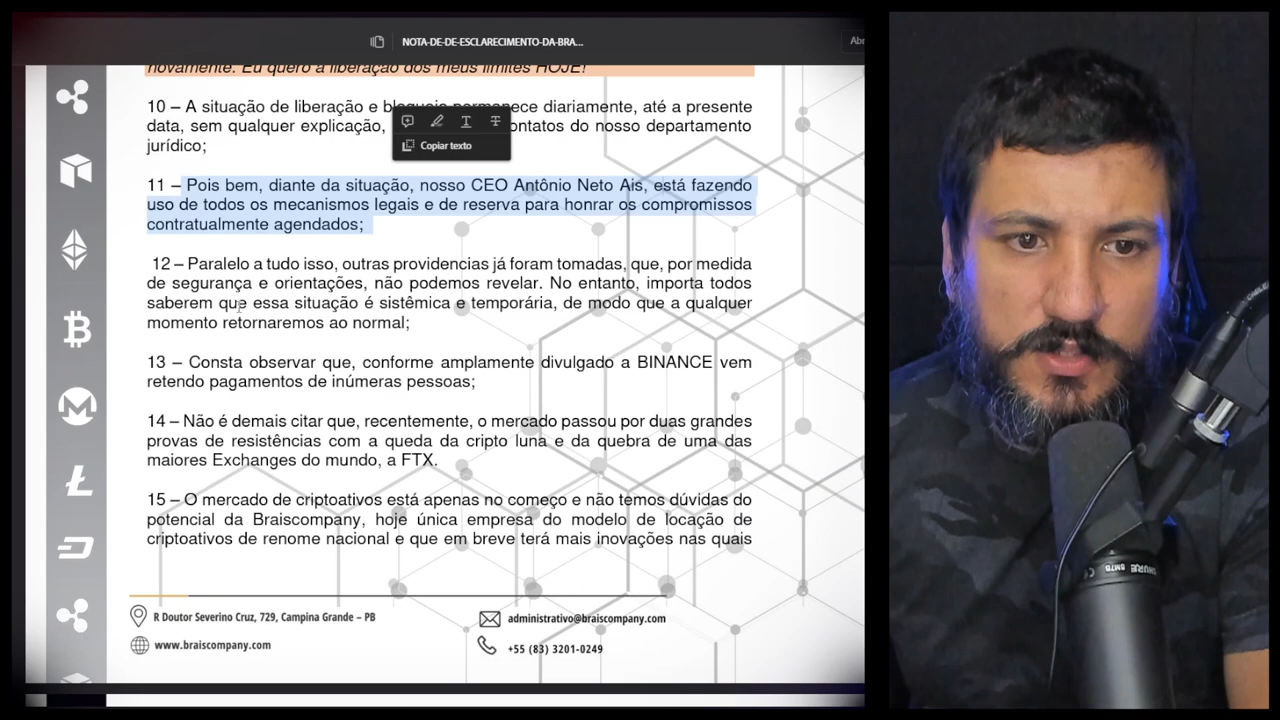 NOTA-DE-DE-ESCLARECIMENTO-DA-BRA...
Abr
novamente. Eu quero a liberação dos meus limites HOJE!
10 – A situação de liberação e bloqueio permanece diariamente, até a presente
data, sem qualquer explicação, contatos do nosso departamento
jurídico;
Copiar texto
11 – Pois bem, diante da situação, nosso CEO Antônio Neto Ais, está fazendo
uso de todos os mecanismos legais e de reserva para honrar os compromissos
contratualmente agendados;
12 – Paralelo a tudo isso, outras providencias já foram tomadas, que, por medida
de segurança e orientações, não podemos revelar. No entanto, importa todos
saberem que essa situação é sistêmica e temporária, de modo que a qualquer
momento retornaremos ao normal;
13 – Consta observar que, conforme amplamente divulgado a BINANCE vem
retendo pagamentos de inúmeras pessoas;
14 – Não é demais citar que, recentemente, o mercado passou por duas grandes
provas de resistências com a queda da cripto luna e da quebra de uma das
maiores Exchanges do mundo, a FTX.
15 – O mercado de criptoativos está apenas no começo e não temos dúvidas do
potencial da Braiscompany, hoje única empresa do modelo de locação de
criptoativos de renome nacional e que em breve terá mais inovações nas quais
R Doutor Severino Cruz, 729, Campina Grande – PB
administrativo@braiscompany.com
www.braiscompany.com
+55 (83) 3201-0249
SHURE SM7B